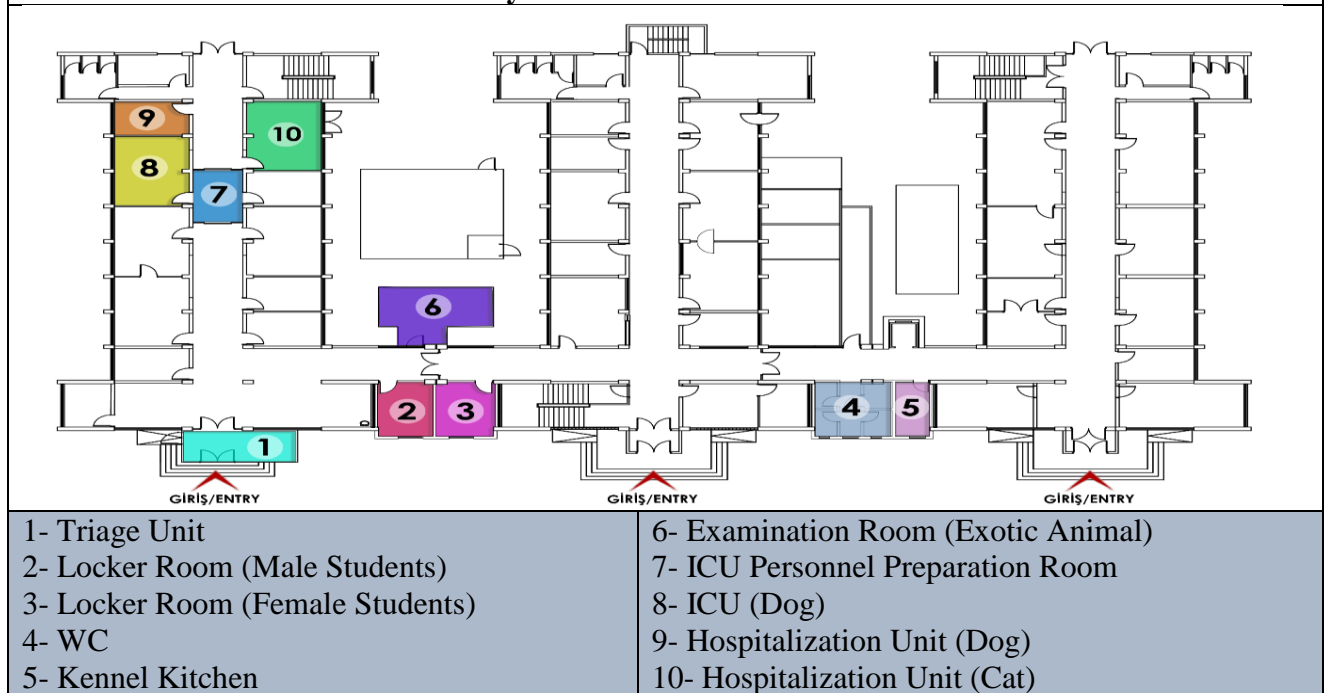 9
10
8
7
6
2
3
4
5
1
GİRİŞ/ENTRY
GİRİŞ/ENTRY
GİRİŞ/ENTRY
1- Triage Unit
2- Locker Room (Male Students)
3- Locker Room (Female Students)
4- WC
5- Kennel Kitchen
6- Examination Room (Exotic Animal)
7- ICU Personnel Preparation Room
8- ICU (Dog)
9- Hospitalization Unit (Dog)
10- Hospitalization Unit (Cat)